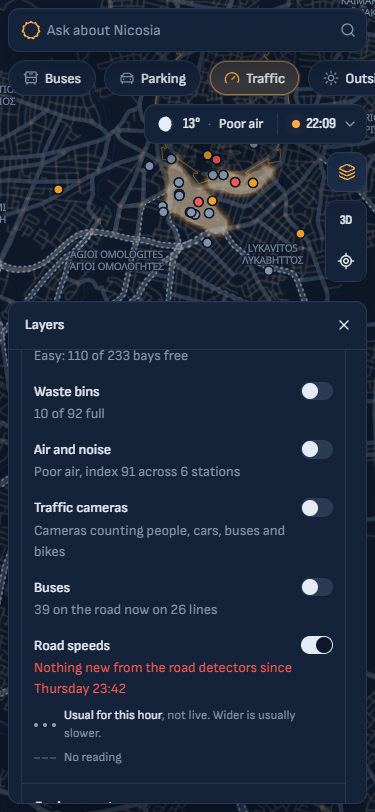 Ask about Nicosia
Buses
Parking
Traffic
13° · Poor air
22:09
3D
AGIOI OMOLOGITES
ΆΓΙΟΙ ΟΜΟΛΟΓΗΤΈΣ
LYKAVITOS
ΛΥΚΑΒΗΤΤΌΣ
Layers
Easy: 110 of 233 bays free
Waste bins
10 of 92 full
Air and noise
Poor air, index 91 across 6 stations
Traffic cameras
Cameras counting people, cars, buses and
bikes
Buses
39 on the road now on 26 lines
Road speeds
Nothing new from the road detectors since
Thursday 23:42
Usual for this hour, not live. Wider is usually
slower.
No reading